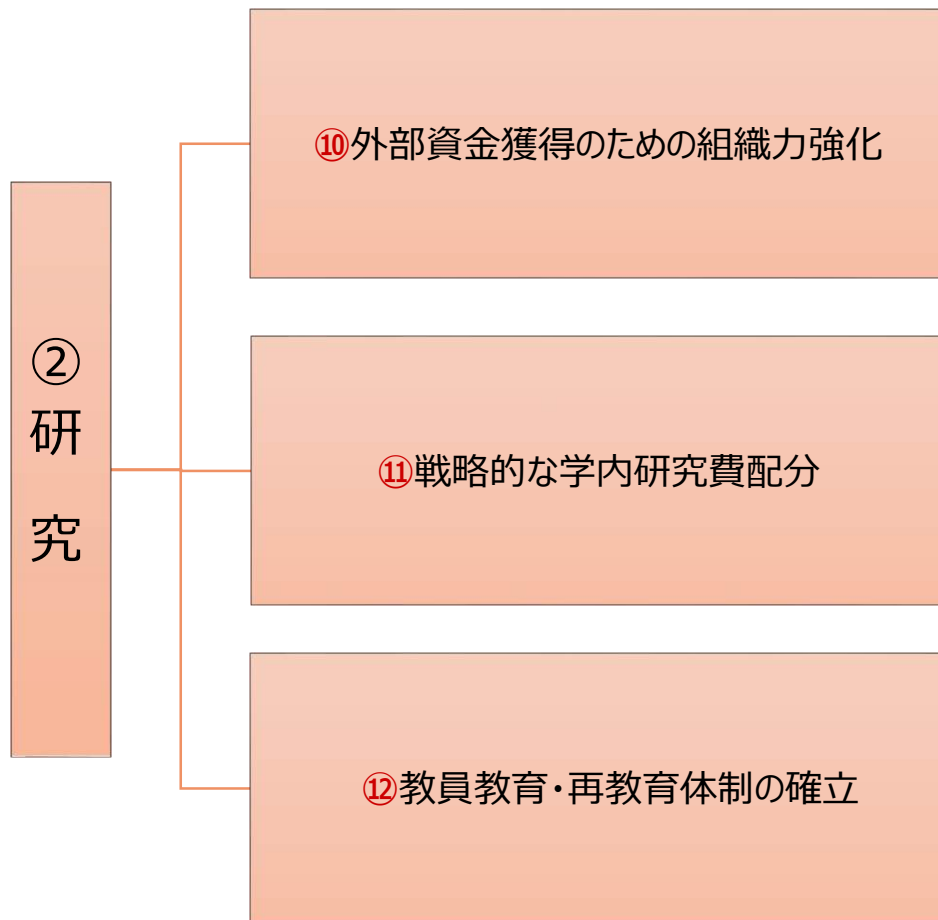 ②研究
⑩外部資金獲得のための組織力強化
⑪戦略的な学内研究費配分
⑫教員教育・再教育体制の確立